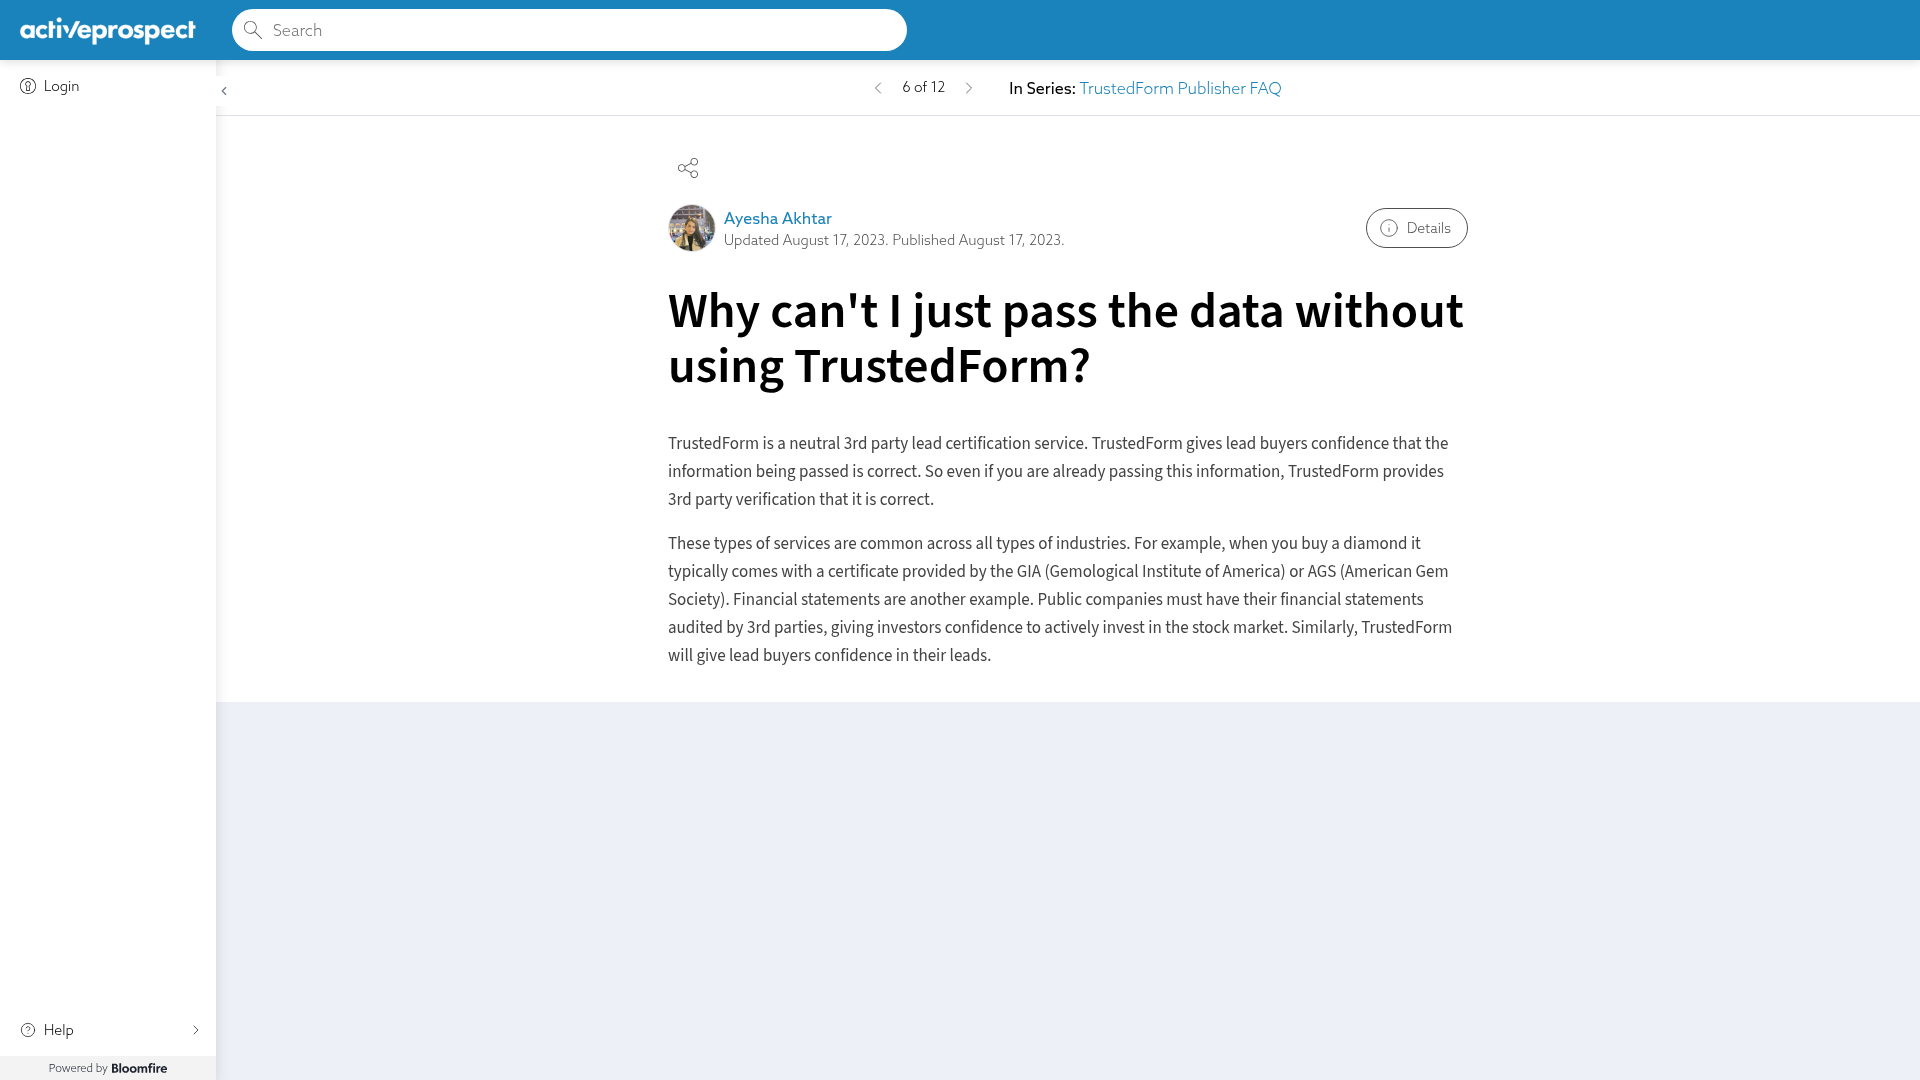 activeprospect
Search
Login
6 of 12
In Series: TrustedForm Publisher FAQ
Ayesha Akhtar
Updated August 17, 2023. Published August 17, 2023.
Details
Why can't I just pass the data without
using TrustedForm?
TrustedForm is a neutral 3rd party lead certification service. TrustedForm gives lead buyers confidence that the
information being passed is correct. So even if you are already passing this information, TrustedForm provides
3rd party verification that it is correct.
These types of services are common across all types of industries. For example, when you buy a diamond it
typically comes with a certificate provided by the GIA (Gemological Institute of America) or AGS (American Gem
Society). Financial statements are another example. Public companies must have their financial statements
audited by 3rd parties, giving investors confidence to actively invest in the stock market. Similarly, TrustedForm
will give lead buyers confidence in their leads.
Help
Powered by Bloomfire